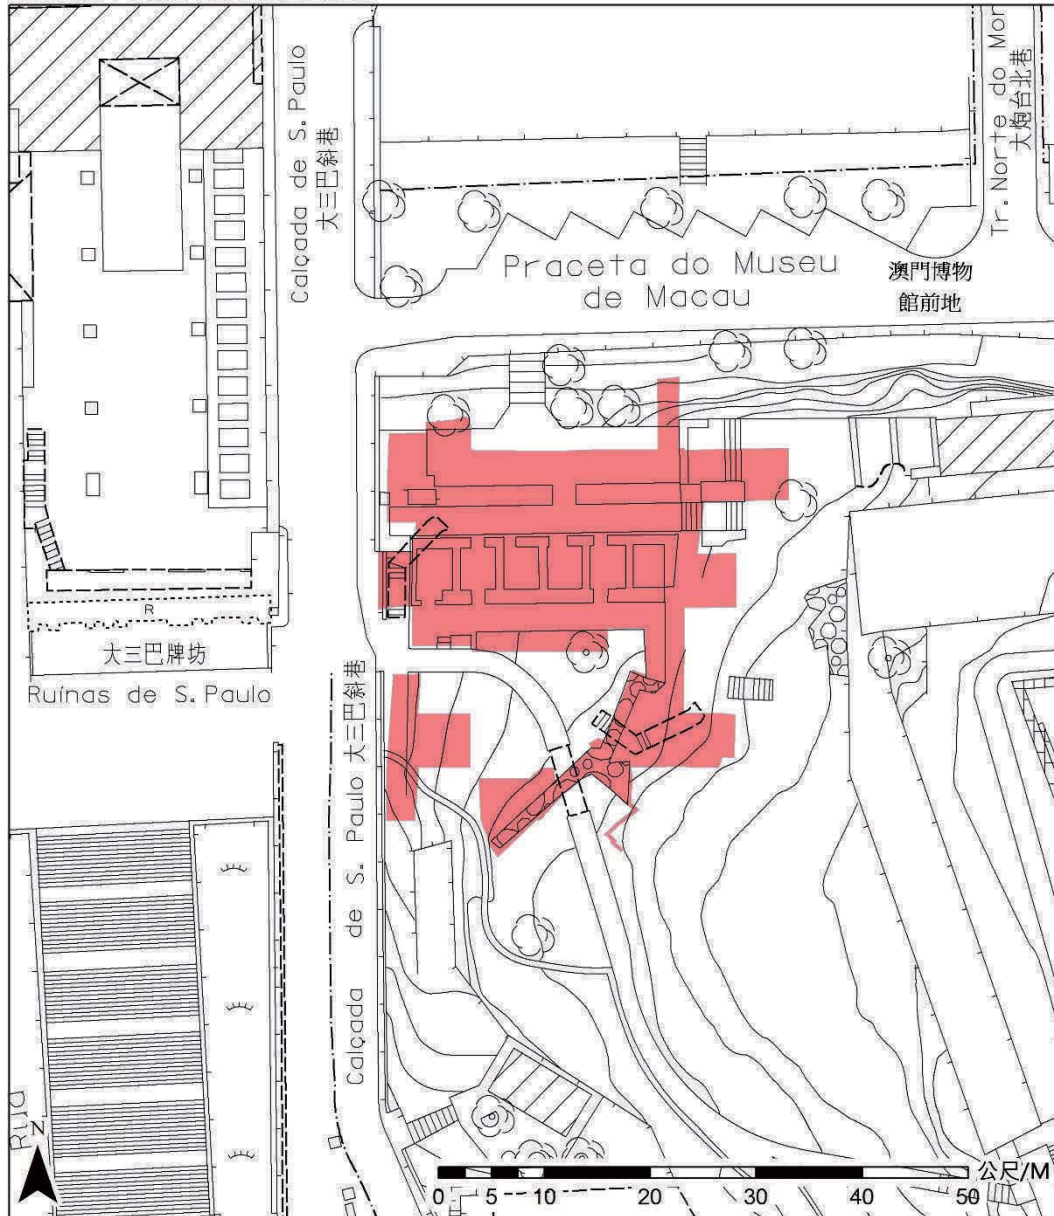 Calçada de S. Paulo
大三巴斜巷
Tr. Norte do Mor
大炮台北巷
Praceta do Museu
de Macau
澳門博物
館前地
R
大三巴牌坊
Ruínas de S. Paulo
Calçada de S. Paulo 大三巴斜巷
Rua
N
公尺/M
0 5 10 20 30 40 50